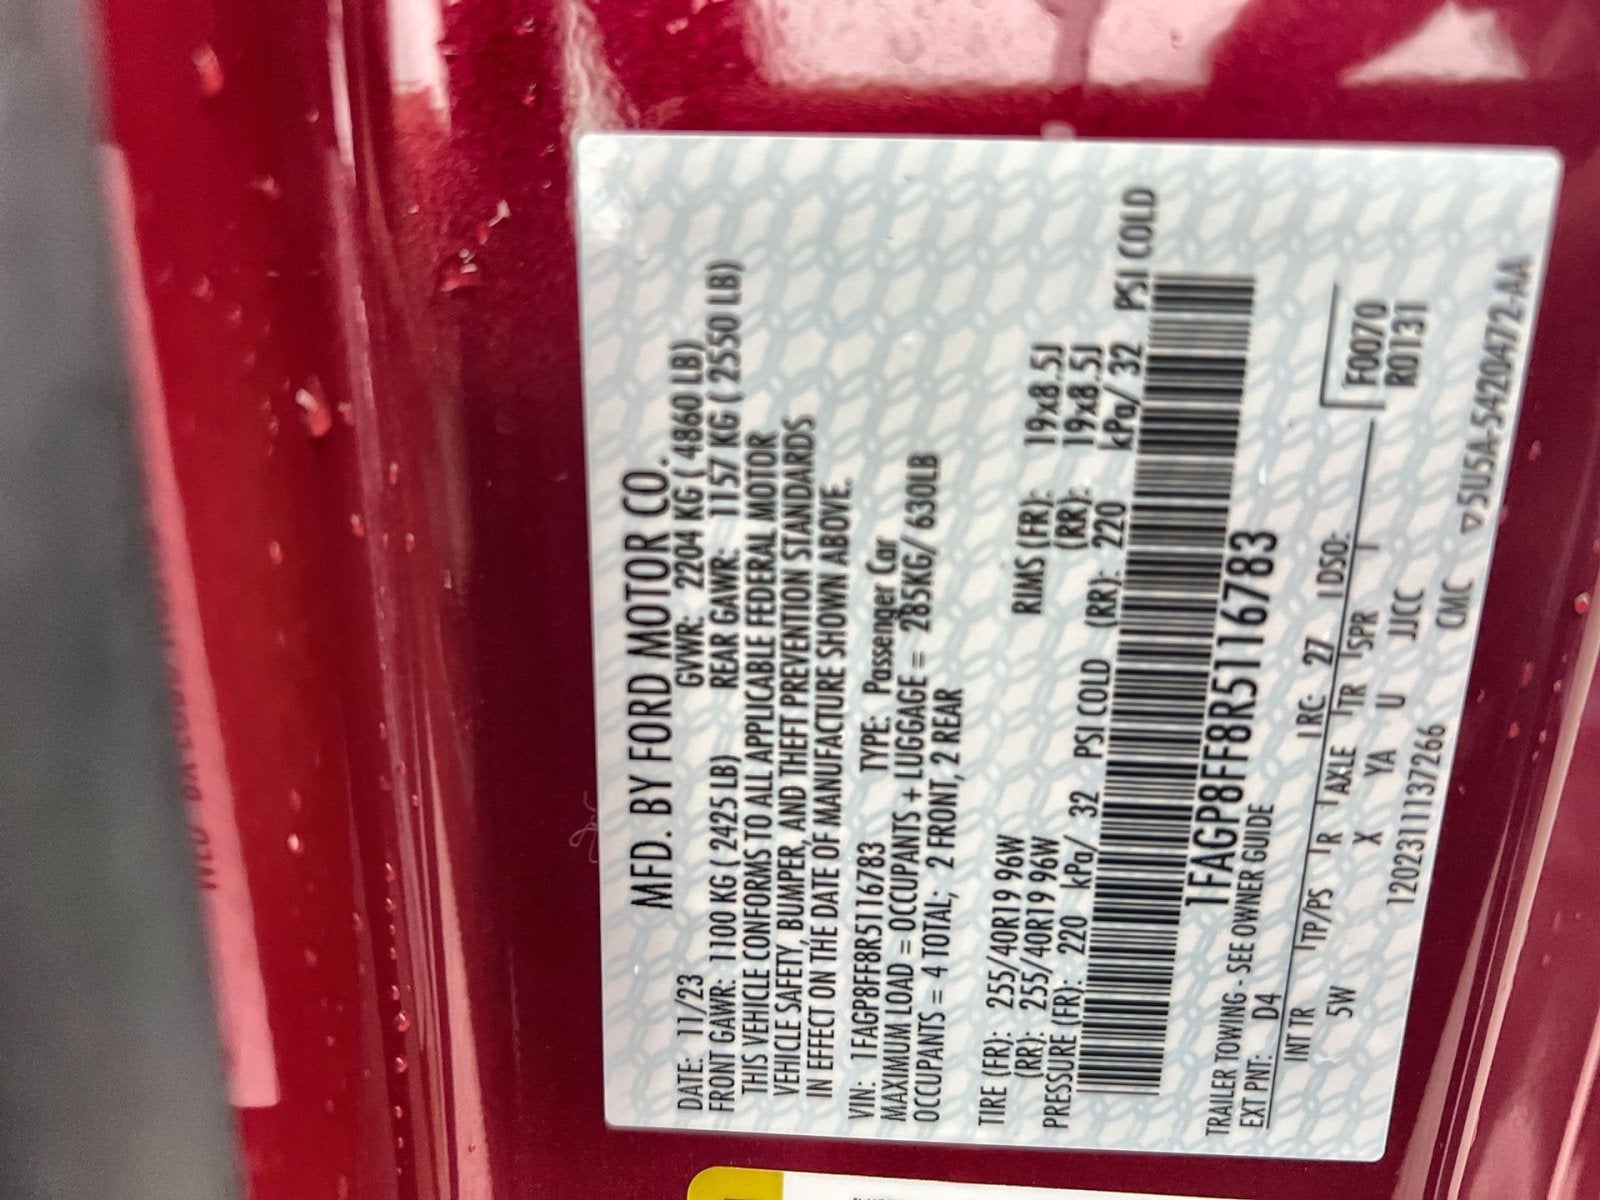 MFD. BY FORD MOTOR CO.
DATE: 11/23 GVWR: 2204 KG ( 4860 LB)
FRONT GAWR: 1100 KG ( 2425 LB) REAR GAWR: 1157 KG ( 2550 LB)
THIS VEHICLE CONFORMS TO ALL APPLICABLE FEDERAL MOTOR
VEHICLE SAFETY, BUMPER, AND THEFT PREVENTION STANDARDS
IN EFFECT ON THE DATE OF MANUFACTURE SHOWN ABOVE.
VIN: 1FAGP8FF8R5116783 TYPE: Passenger Car
MAXIMUM LOAD = OCCUPANTS + LUGGAGE = 285KG/ 630LB
OCCUPANTS = 4 TOTAL; 2 FRONT, 2 REAR
TIRE (FR): 255/40R19 96W RIMS (FR): 19x8.5J
(RR): 255/40R19 96W (RR): 19x8.5J
PRESSURE (FR): 220 kPa/ 32 PSI COLD (RR): 220 kPa/ 32 PSI COLD
1FAGP8FF8R5116783
TRAILER TOWING - SEE OWNER GUIDE
EXT PNT: D4 RC: 27 DSO: F0070
INT TR TP/PS R AXLE TR SPR R0131
5W X YA U JJCC
12023111137266 CMC ▽5U5A-5420472-AA